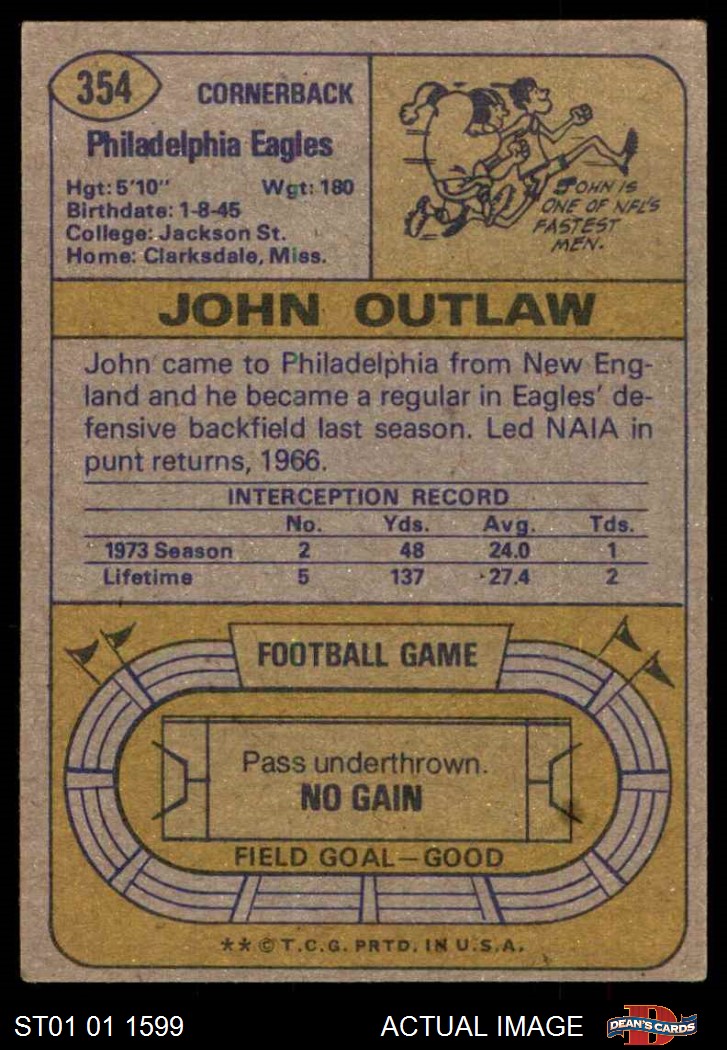 354
CORNERBACK
Philadelphia Eagles
Hgt: 5'10" Wgt: 180
Birthdate: 1-8-45
College: Jackson St.
Home: Clarksdale, Miss.
JOHN IS
ONE OF NFL'S
FASTEST
MEN.
JOHN OUTLAW
John came to Philadelphia from New Eng-
land and he became a regular in Eagles' de-
fensive backfield last season. Led NAIA in
punt returns, 1966.
INTERCEPTION RECORD
No. Yds. Avg. Tds.
1973 Season 2 48 24.0 1
Lifetime 5 137 27.4 2
FOOTBALL GAME
Pass underthrown.
NO GAIN
FIELD GOAL—GOOD
** © T.C.G. PRTD. IN U.S.A.
ST01 01 1599 ACTUAL IMAGE
D
DEAN'S CARDS